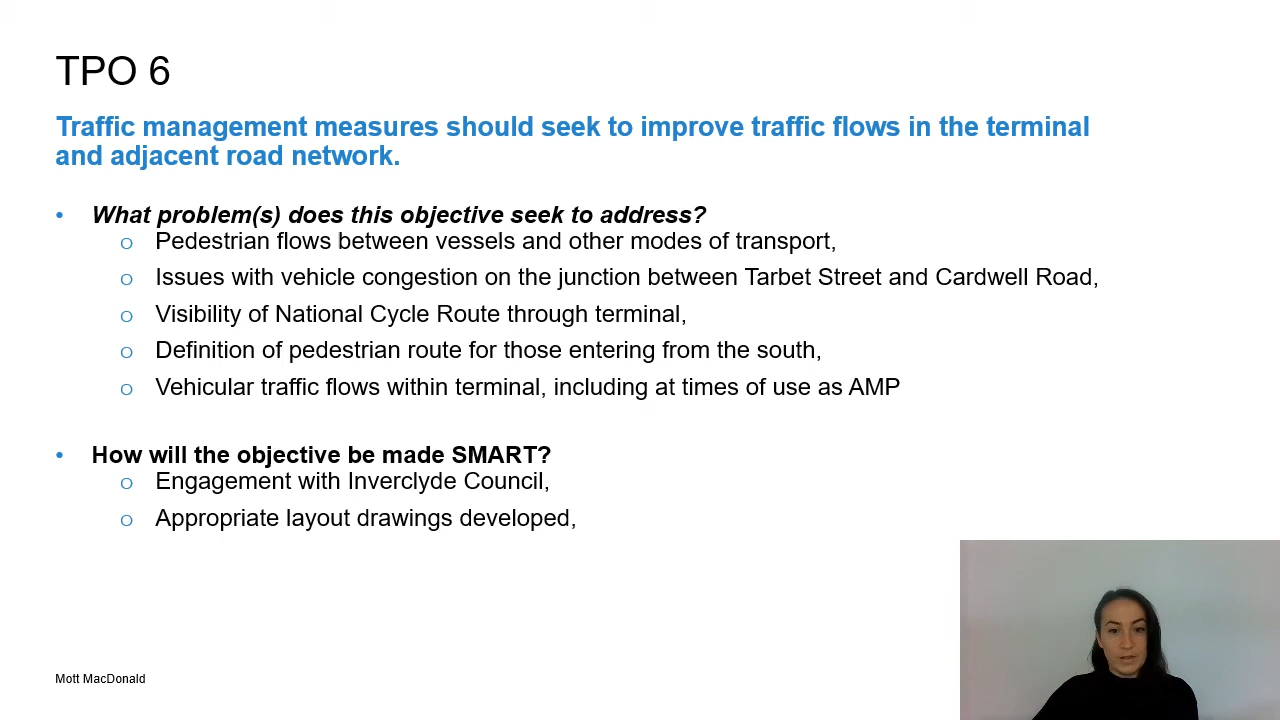 TPO 6
Traffic management measures should seek to improve traffic flows in the terminal
and adjacent road network.
• What problem(s) does this objective seek to address?
o Pedestrian flows between vessels and other modes of transport,
o Issues with vehicle congestion on the junction between Tarbet Street and Cardwell Road,
o Visibility of National Cycle Route through terminal,
o Definition of pedestrian route for those entering from the south,
o Vehicular traffic flows within terminal, including at times of use as AMP
• How will the objective be made SMART?
o Engagement with Inverclyde Council,
o Appropriate layout drawings developed,
Mott MacDonald